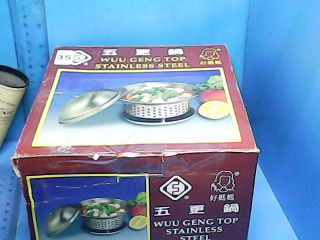 35
五更鍋
WUU GENG TOP
STAINLESS STEEL
好媽媽
S
五更鍋
好媽媽
WUU GENG TOP
STAINLESS
STEEL